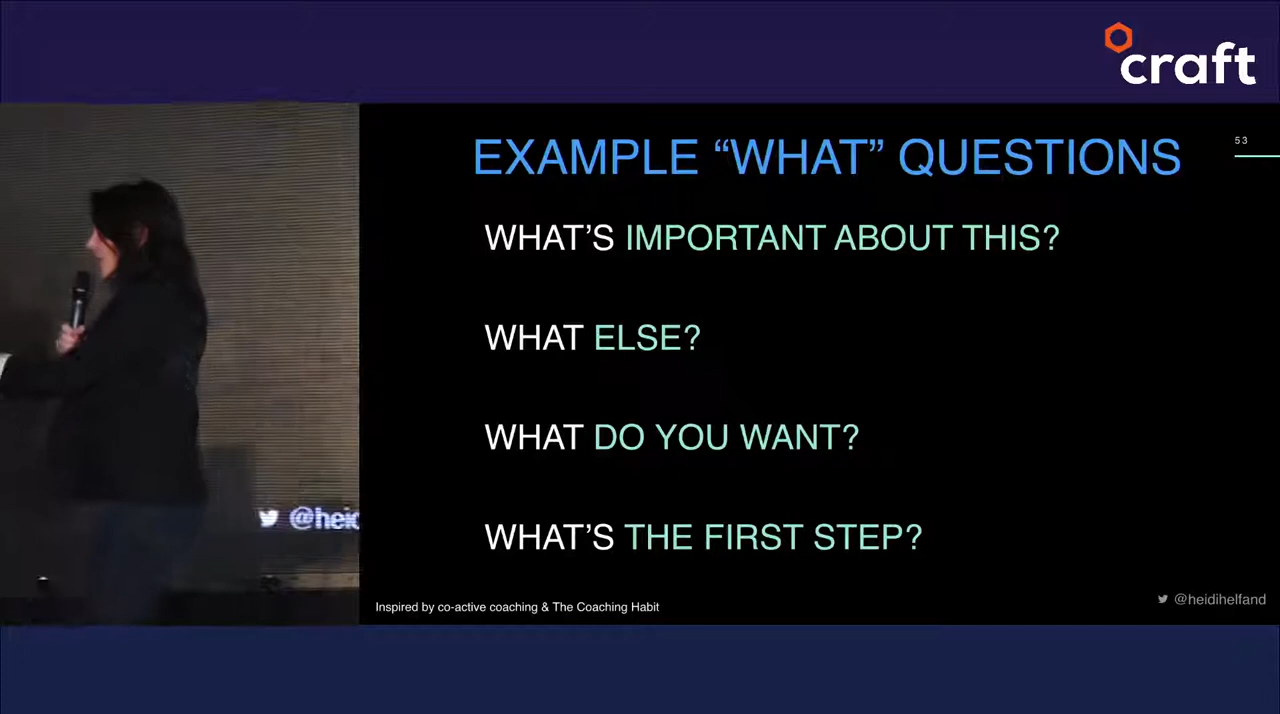 craft
53
EXAMPLE “WHAT” QUESTIONS
WHAT’S IMPORTANT ABOUT THIS?
WHAT ELSE?
WHAT DO YOU WANT?
WHAT’S THE FIRST STEP?
@heid
Inspired by co-active coaching & The Coaching Habit
@heidihelfand